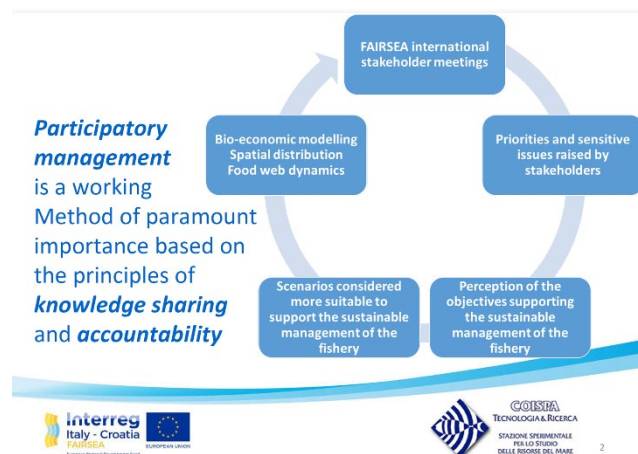 FAIRSEA international
stakeholder meetings
Participatory
management
is a working
Method of paramount
importance based on
the principles of
knowledge sharing
and accountability
Bio-economic modelling
Spatial distribution
Food web dynamics
Priorities and sensitive
issues raised by
stakeholders
Scenarios considered
more suitable to
support the sustainable
management of the
fishery
Perception of the
objectives supporting
the sustainable
management of the
fishery
Interreg
Italy - Croatia
FAIRSEA
EUROPEAN UNION
European Regional Development Fund
COISPA
TECNOLOGIA & RICERCA
STAZIONE SPERIMENTALE
PER LO STUDIO
DELLE RISORSE DEL MARE
2